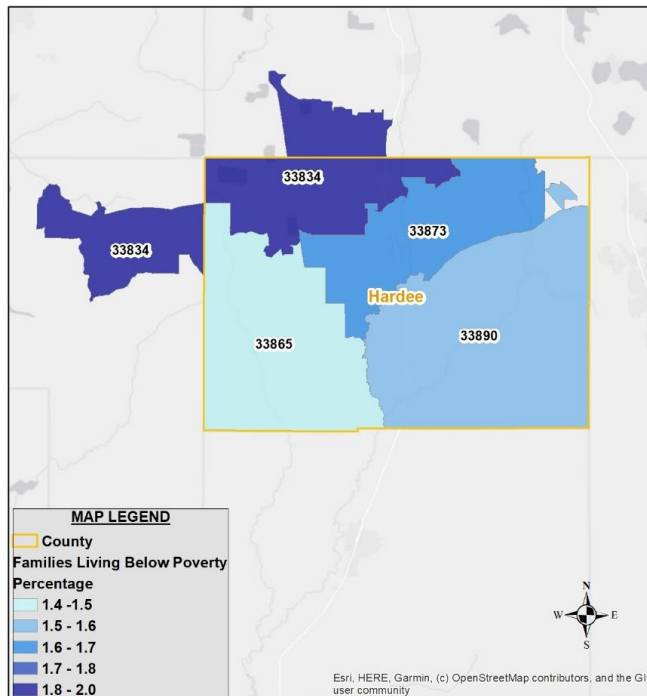 33834
33834
33873
Hardee
33865
33890
MAP LEGEND
County
Families Living Below Poverty
Percentage
1.4 -1.5
1.5 - 1.6
1.6 - 1.7
1.7 - 1.8
1.8 - 2.0
N
W E
S
Esri, HERE, Garmin, (c) OpenStreetMap contributors, and the GI
user community